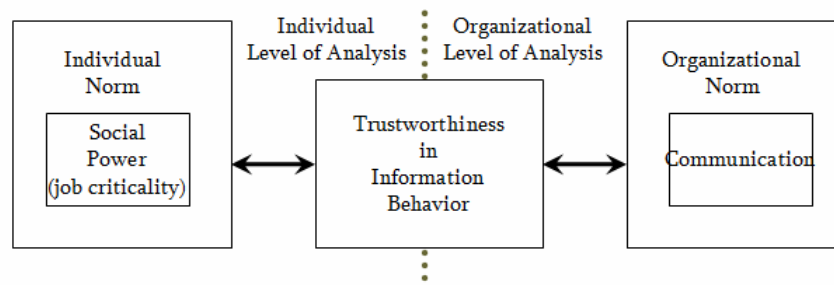 Individual
Norm
Social
Power
(job criticality)
Individual
Level of Analysis
Organizational
Level of Analysis
Trustworthiness
in
Information
Behavior
Organizational
Norm
Communication